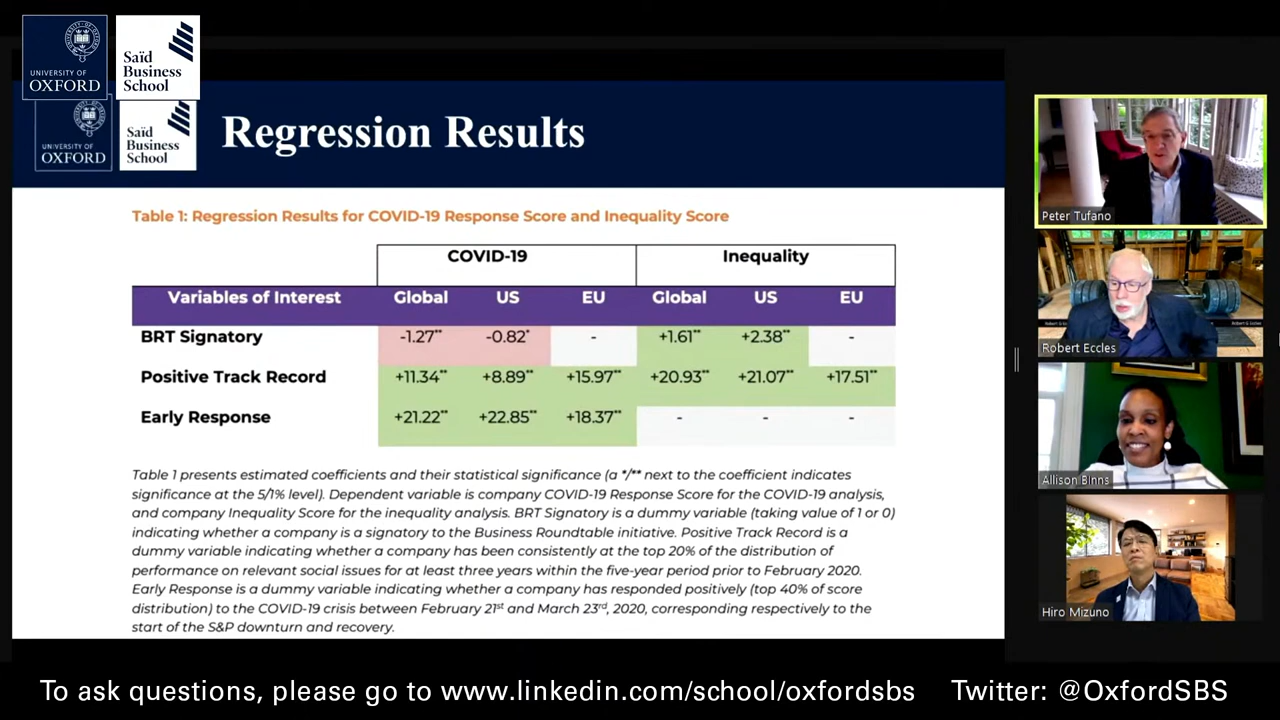 UNIVERSITY OF
OXFORD
Saïd
Business
School
UNIVERSITY OF
OXFORD
Saïd
Business
School
Regression Results
Table 1: Regression Results for COVID-19 Response Score and Inequality Score
COVID-19 Inequality
Variables of Interest Global US EU Global US EU
BRT Signatory -1.27** -0.82* - +1.61** +2.38** -
Positive Track Record +11.34** +8.89** +15.97** +20.93** +21.07** +17.51**
Early Response +21.22** +22.85** +18.37** - - -
Table 1 presents estimated coefficients and their statistical significance (a */** next to the coefficient indicates
significance at the 5/1% level). Dependent variable is company COVID-19 Response Score for the COVID-19 analysis,
and company Inequality Score for the inequality analysis. BRT Signatory is a dummy variable (taking value of 1 or 0)
indicating whether a company is a signatory to the Business Roundtable initiative. Positive Track Record is a
dummy variable indicating whether a company has been consistently at the top 20% of the distribution of
performance on relevant social issues for at least three years within the five-year period prior to February 2020.
Early Response is a dummy variable indicating whether a company has responded positively (top 40% of score
distribution) to the COVID-19 crisis between February 21st and March 23rd, 2020, corresponding respectively to the
start of the S&P downturn and recovery.
Peter Tufano
Robert Eccles
Allison Binns
Hiro Mizuno
To ask questions, please go to www.linkedin.com/school/oxfordsbs Twitter: @OxfordSBS